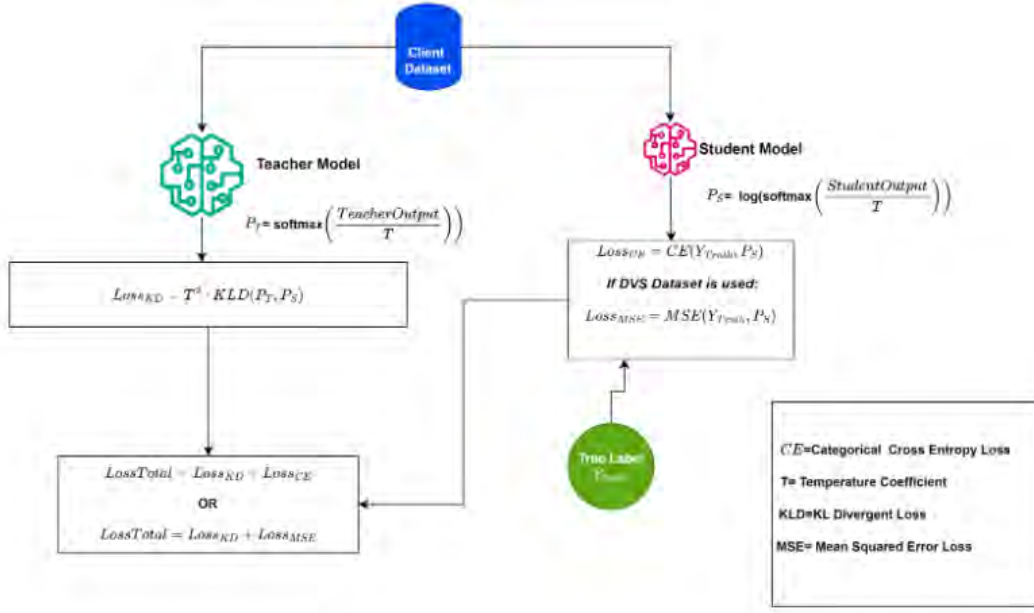 Client
Dataset
Teacher Model
Student Model
P_T= softmax(TeacherOutput/T))
P_S= log(softmax(StudentOutput/T))
Loss_KD = T² · KLD(P_T, P_S)
Loss_CE = CE(Y_Truth, P_S)
If DVS Dataset is used:
Loss_MSE = MSE(Y_Truth, P_S)
True Label
LossTotal = Loss_KD + Loss_CE
OR
LossTotal = Loss_KD + Loss_MSE
CE=Categorical Cross Entropy Loss
T= Temperature Coefficient
KLD=KL Divergent Loss
MSE= Mean Squared Error Loss